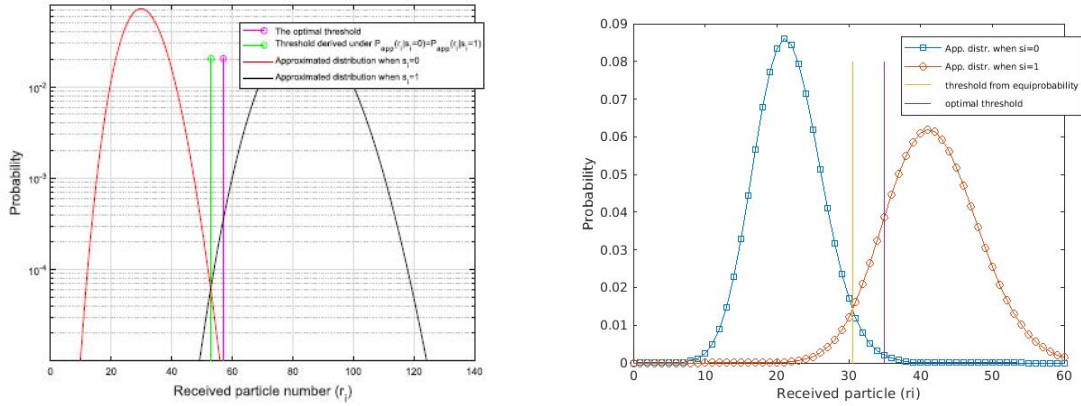 The optimal threshold
Threshold derived under P_app(r_i|s_i=0)=P_app(r_i|s_i=1)
Approximated distribution when s_i=0
Approximated distribution when s_i=1
Probability
10^-2
10^-3
10^-4
0 20 40 60 80 100 120 140
Received particle number (r_i)
App. distr. when si=0
App. distr. when si=1
threshold from equiprobability
optimal threshold
Probability
0.09
0.08
0.07
0.06
0.05
0.04
0.03
0.02
0.01
0
0 10 20 30 40 50 60
Received particle (ri)